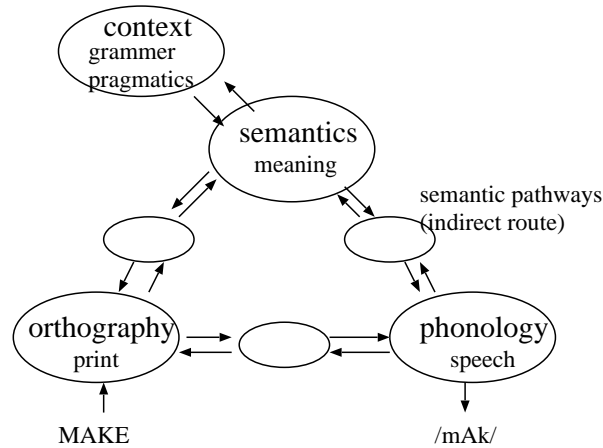 context
grammer
pragmatics
semantics
meaning
semantic pathways
(indirect route)
orthography
print
phonology
speech
MAKE
/mAk/